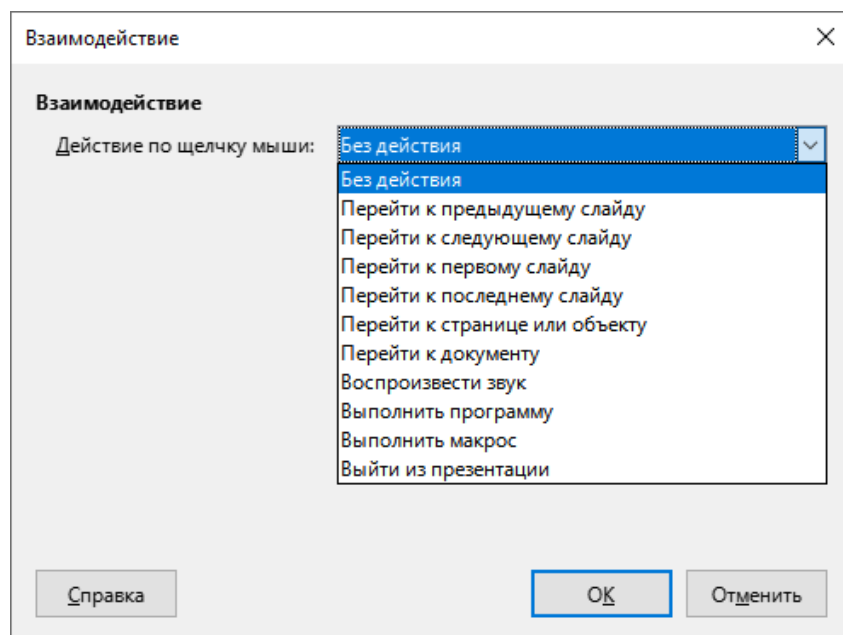 Взаимодействие
Взаимодействие
Действие по щелчку мыши: Без действия
Без действия
Перейти к предыдущему слайду
Перейти к следующему слайду
Перейти к первому слайду
Перейти к последнему слайду
Перейти к странице или объекту
Перейти к документу
Воспроизвести звук
Выполнить программу
Выполнить макрос
Выйти из презентации
Справка OK Отменить